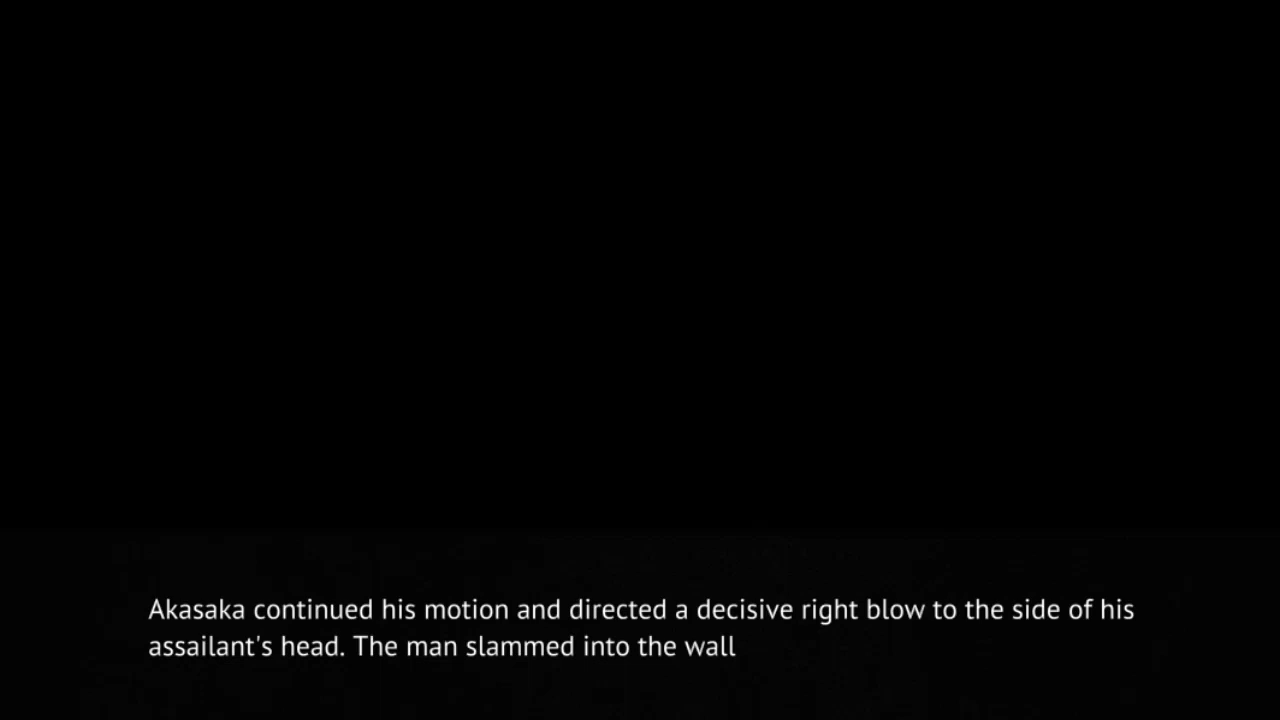 Akasaka continued his motion and directed a decisive right blow to the side of his
assailant's head. The man slammed into the wall